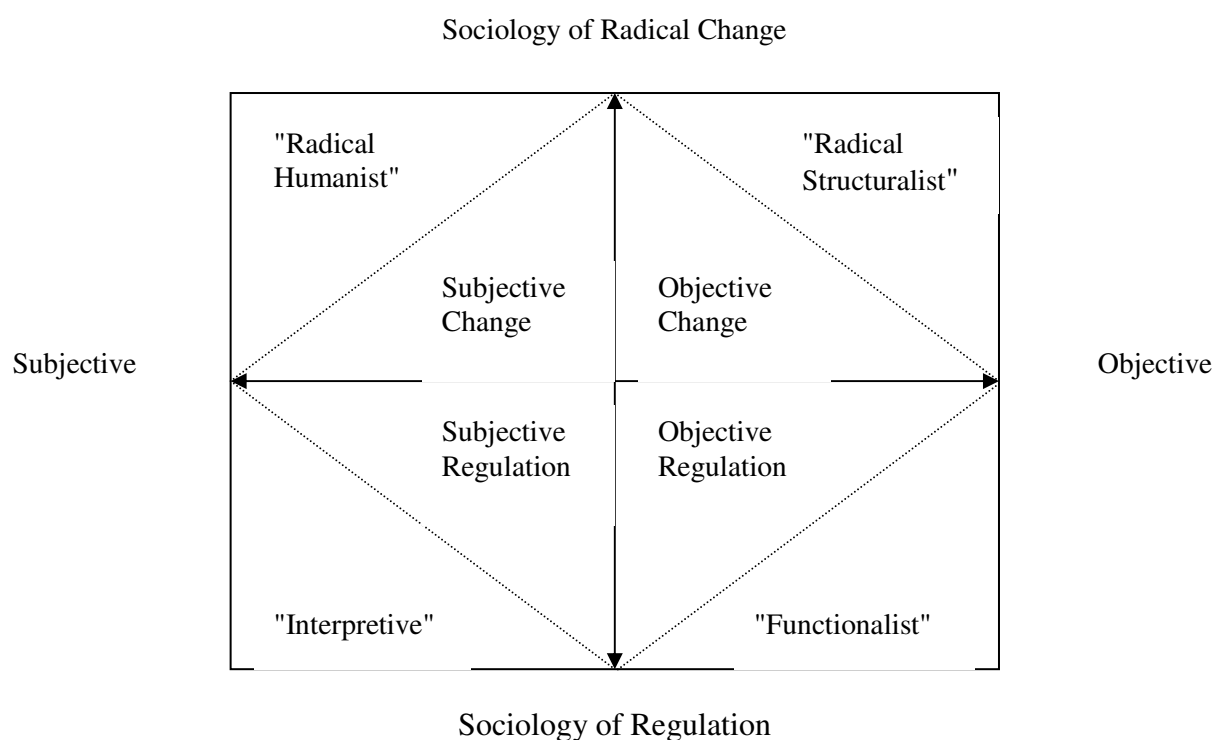 Sociology of Radical Change
"Radical
Humanist"
"Radical
Structuralist"
Subjective
Change
Objective
Change
Subjective
Objective
Subjective
Regulation
Objective
Regulation
"Interpretive"
"Functionalist"
Sociology of Regulation